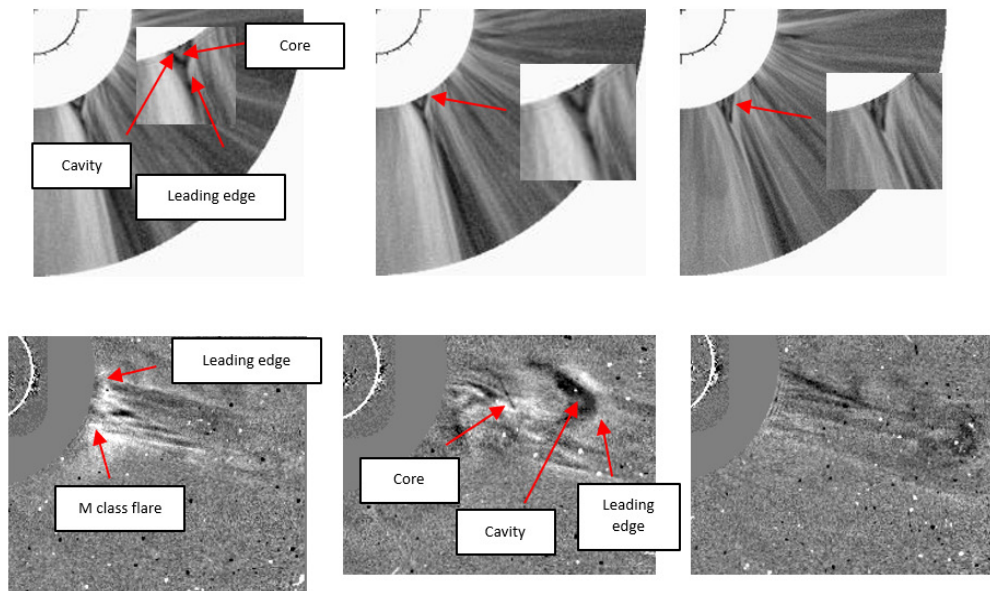 Core
Cavity
Leading edge
Leading edge
M class flare
Core
Cavity
Leading
edge